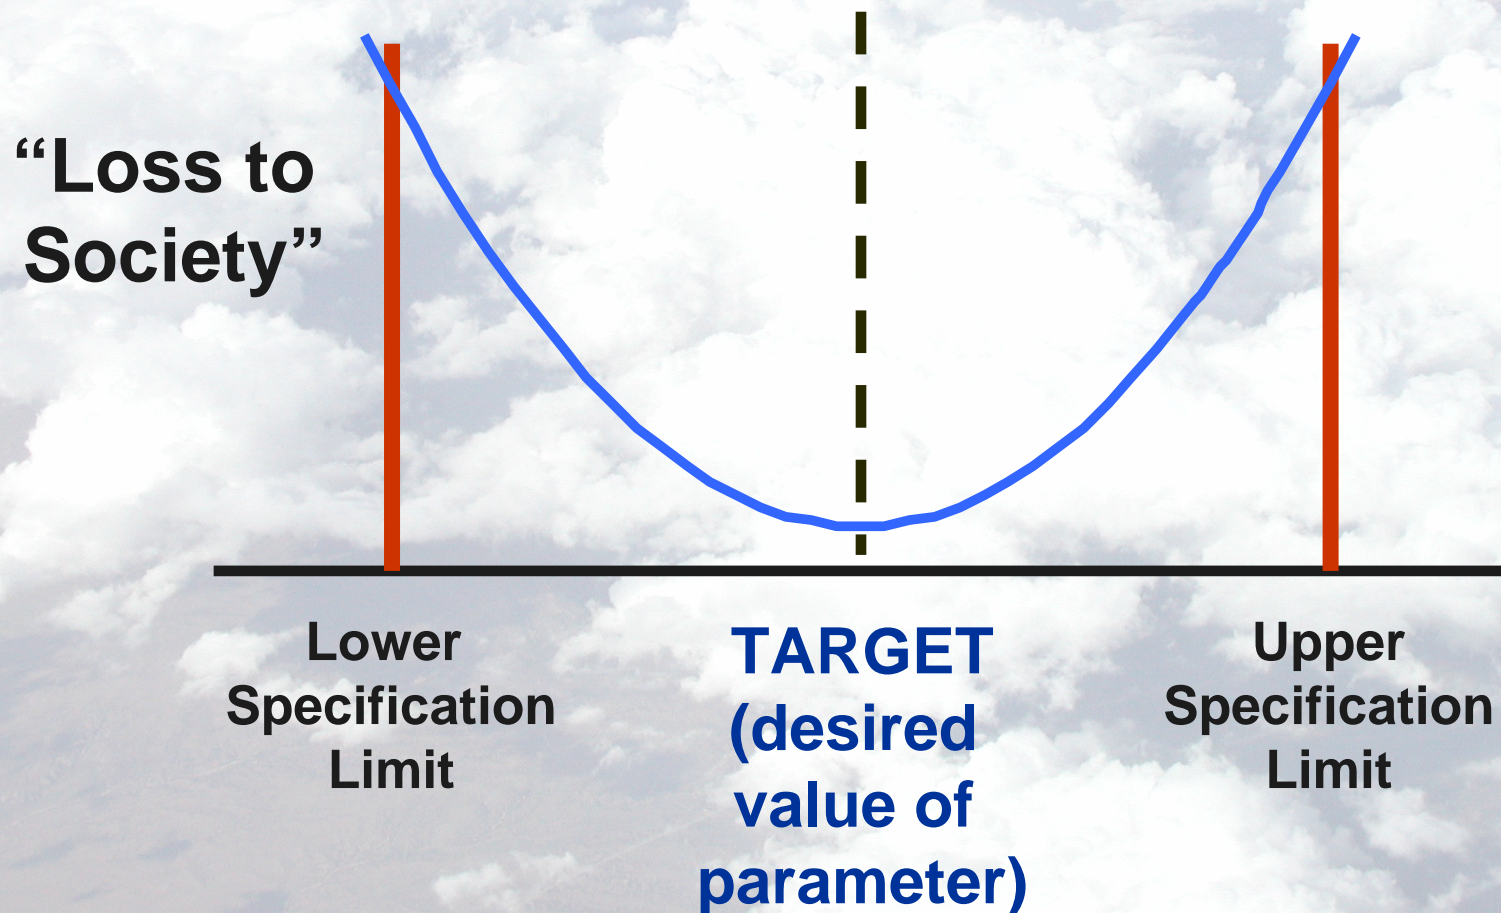 “Loss to
Society”
Lower
Specification
Limit
TARGET
(desired
value of
parameter)
Upper
Specification
Limit